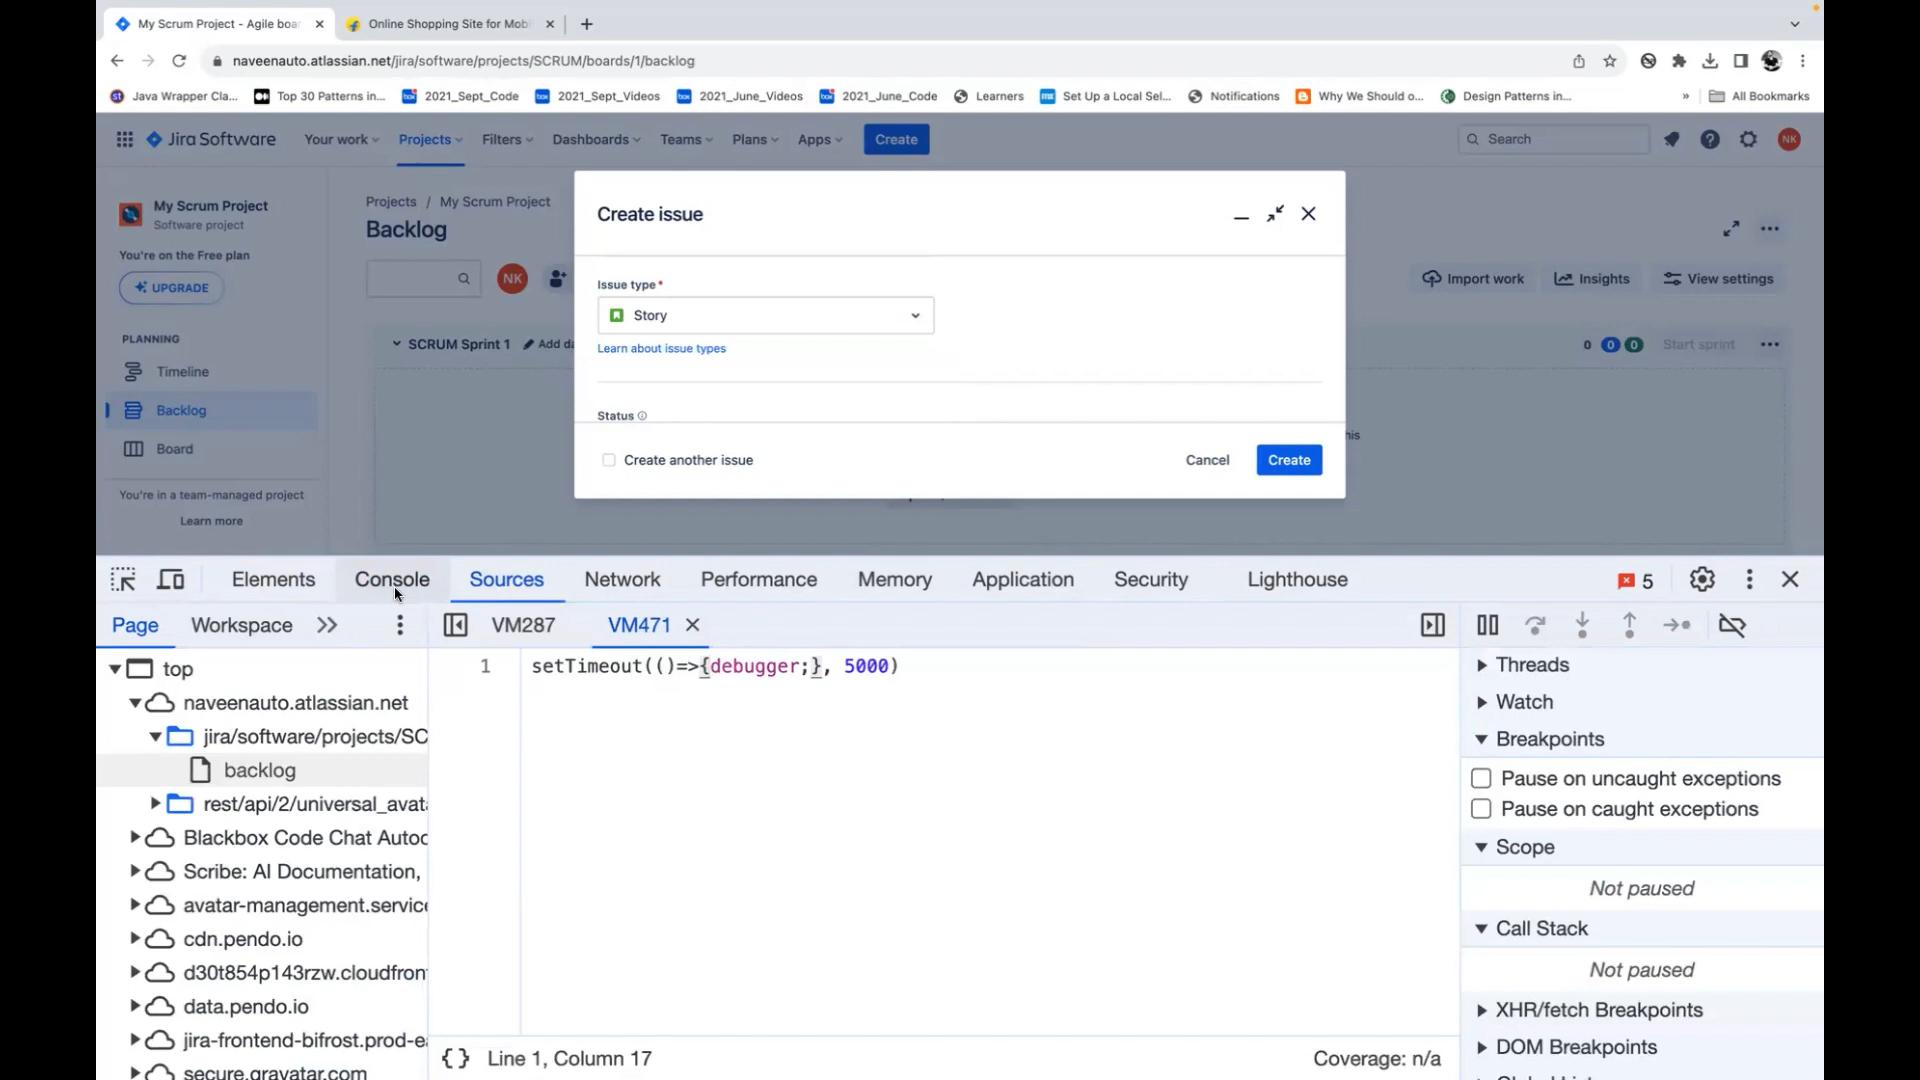 My Scrum Project - Agile boa
Online Shopping Site for Mob
naveenauto.atlassian.net/jira/software/projects/SCRUM/boards/1/backlog
Java Wrapper Cla...
Top 30 Patterns in...
2021_Sept_Code
2021_Sept_Videos
2021_June_Videos
2021_June_Code
Learners
Set Up a Local Sel...
Notifications
Why We Should o...
Design Patterns in...
»
All Bookmarks
Jira Software
Your work
Projects
Filters
Dashboards
Teams
Plans
Apps
Create
Search
NK
My Scrum Project
Software project
You're on the Free plan
UPGRADE
PLANNING
Timeline
Backlog
Board
You're in a team-managed project
Learn more
Projects / My Scrum Project
Backlog
NK
Import work
Insights
View settings
SCRUM Sprint 1
Add da
0 0 0
Start sprint
his
Create issue
Issue type *
Story
Learn about issue types
Status
Create another issue
Cancel
Create
Elements
Console
Sources
Network
Performance
Memory
Application
Security
Lighthouse
5
Page
Workspace
VM287
VM471
top
naveenauto.atlassian.net
jira/software/projects/SC
backlog
rest/api/2/universal_avata
Blackbox Code Chat Autoc
Scribe: AI Documentation,
avatar-management.service
cdn.pendo.io
d30t854p143rzw.cloudfron
data.pendo.io
jira-frontend-bifrost.prod-ea
secure.gravatar.com
1 setTimeout(()=>{debugger;}, 5000)
{ } Line 1, Column 17
Coverage: n/a
Threads
Watch
Breakpoints
Pause on uncaught exceptions
Pause on caught exceptions
Scope
Not paused
Call Stack
Not paused
XHR/fetch Breakpoints
DOM Breakpoints